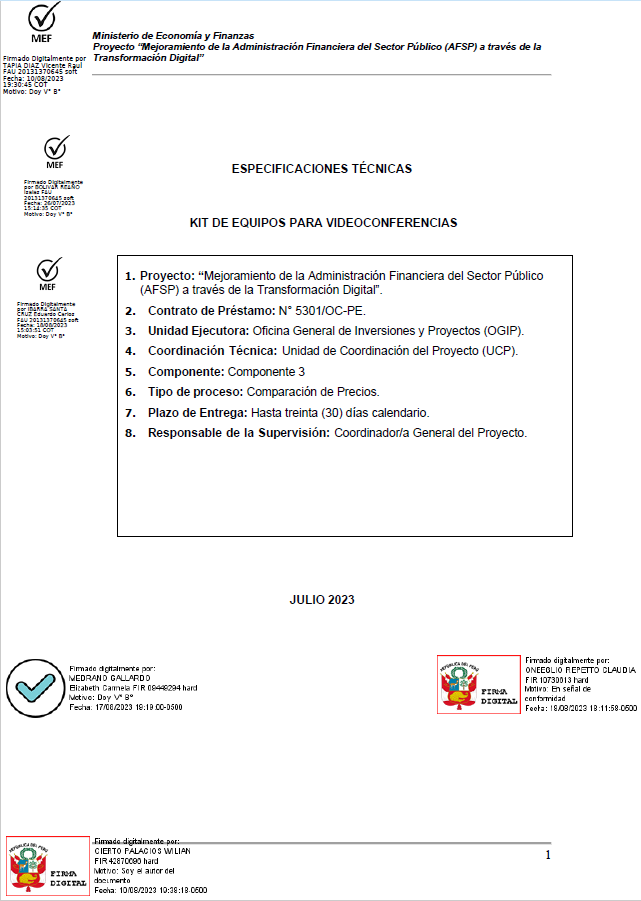 MEF
Firmado Digitalmente por
TAPIA DIAZ Vicente Raul
FAU 20131370645 soft
Fecha: 10/08/2023
19:30:45 COT
Motivo: Doy V° B°
Ministerio de Economía y Finanzas
Proyecto “Mejoramiento de la Administración Financiera del Sector Público (AFSP) a través de la
Transformación Digital”
MEF
Firmado Digitalmente
por BOLIVAR REAÑO
Isaias FAU
20131370645 soft
Fecha: 26/07/2023
15:14:35 COT
Motivo: Doy V° B°
ESPECIFICACIONES TÉCNICAS
KIT DE EQUIPOS PARA VIDEOCONFERENCIAS
MEF
Firmado Digitalmente
por IBARRA SANTA
CRUZ Eduardo Carlos
FAU 20131370645 soft
Fecha: 18/08/2023
15:03:51 COT
Motivo: Doy V° B°
1. Proyecto: “Mejoramiento de la Administración Financiera del Sector Público
(AFSP) a través de la Transformación Digital”.
2. Contrato de Préstamo: N° 5301/OC-PE.
3. Unidad Ejecutora: Oficina General de Inversiones y Proyectos (OGIP).
4. Coordinación Técnica: Unidad de Coordinación del Proyecto (UCP).
5. Componente: Componente 3
6. Tipo de proceso: Comparación de Precios.
7. Plazo de Entrega: Hasta treinta (30) días calendario.
8. Responsable de la Supervisión: Coordinador/a General del Proyecto.
JULIO 2023
Firmado digitalmente por:
MEDRANO GALLARDO
Elizabeth Carmela FIR 09449294 hard
Motivo: Doy V° B°
Fecha: 17/08/2023 19:19:00-0500
REPUBLICA DEL PERU
FIRMA
DIGITAL
Firmado digitalmente por:
ONEEGLIO REPETTO CLAUDIA
FIR 10730613 hard
Motivo: En señal de
conformidad
Fecha: 18/08/2023 18:11:58-0500
REPUBLICA DEL PERU
FIRMA
DIGITAL
Firmado digitalmente por:
CIERTO PALACIOS WILIAN
FIR 42870696 hard
Motivo: Soy el autor del
documento
Fecha: 10/08/2023 19:38:18-0500
1